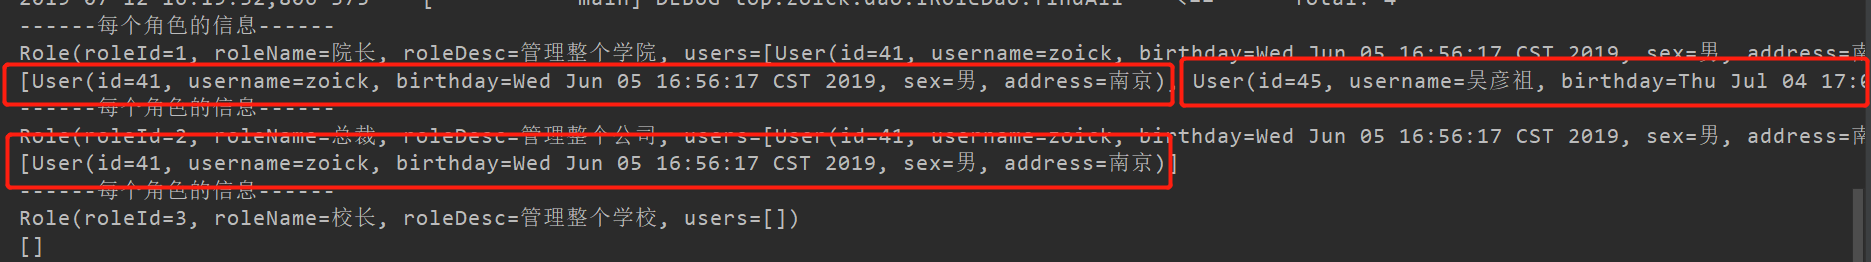 2019-07-12 16:19:52,866 575 [ main] DEBUG top.zoick.dao.IRoleDao.findAll <== Total: 4
------每个角色的信息------
Role(roleId=1, roleName=院长, roleDesc=管理整个学院, users=[User(id=41, username=zoick, birthday=Wed Jun 05 16:56:17 CST 2019, sex=男, address=南
[User(id=41, username=zoick, birthday=Wed Jun 05 16:56:17 CST 2019, sex=男, address=南京), User(id=45, username=吴彦祖, birthday=Thu Jul 04 17:0
------每个角色的信息------
Role(roleId=2, roleName=总裁, roleDesc=管理整个公司, users=[User(id=41, username=zoick, birthday=Wed Jun 05 16:56:17 CST 2019, sex=男, address=南
[User(id=41, username=zoick, birthday=Wed Jun 05 16:56:17 CST 2019, sex=男, address=南京)]
------每个角色的信息------
Role(roleId=3, roleName=校长, roleDesc=管理整个学校, users=[])
[]